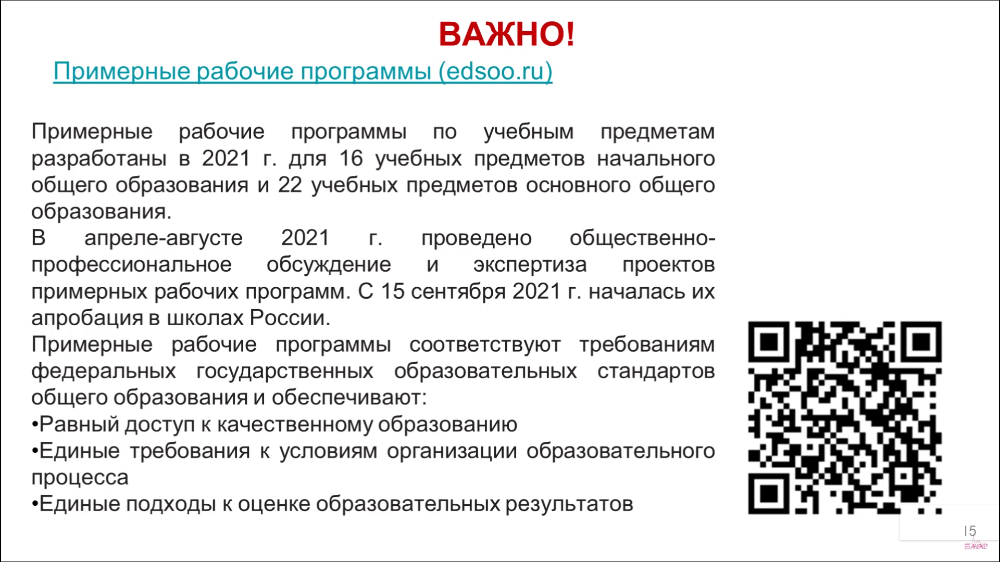 ВАЖНО!
Примерные рабочие программы (edsoo.ru)
Примерные рабочие программы по учебным предметам
разработаны в 2021 г. для 16 учебных предметов начального
общего образования и 22 учебных предметов основного общего
образования.
В апреле-августе 2021 г. проведено общественно-
профессиональное обсуждение и экспертиза проектов
примерных рабочих программ. С 15 сентября 2021 г. началась их
апробация в школах России.
Примерные рабочие программы соответствуют требованиям
федеральных государственных образовательных стандартов
общего образования и обеспечивают:
•Равный доступ к качественному образованию
•Единые требования к условиям организации образовательного
процесса
•Единые подходы к оценке образовательных результатов
15
АНЭКС